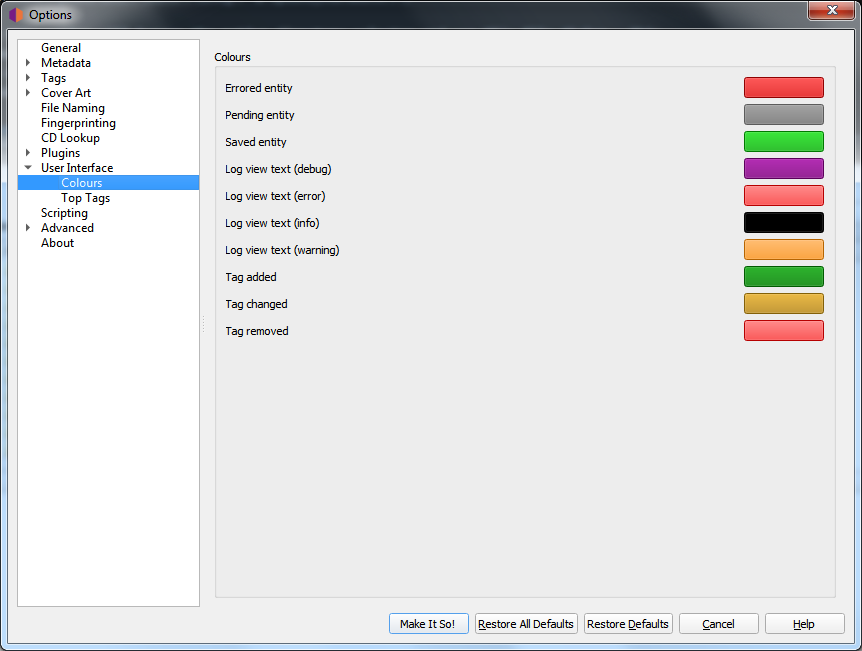 Options
General
Metadata
Tags
Cover Art
File Naming
Fingerprinting
CD Lookup
Plugins
User Interface
Colours
Top Tags
Scripting
Advanced
About
Colours
Errored entity
Pending entity
Saved entity
Log view text (debug)
Log view text (error)
Log view text (info)
Log view text (warning)
Tag added
Tag changed
Tag removed
Make It So! Restore All Defaults Restore Defaults Cancel Help